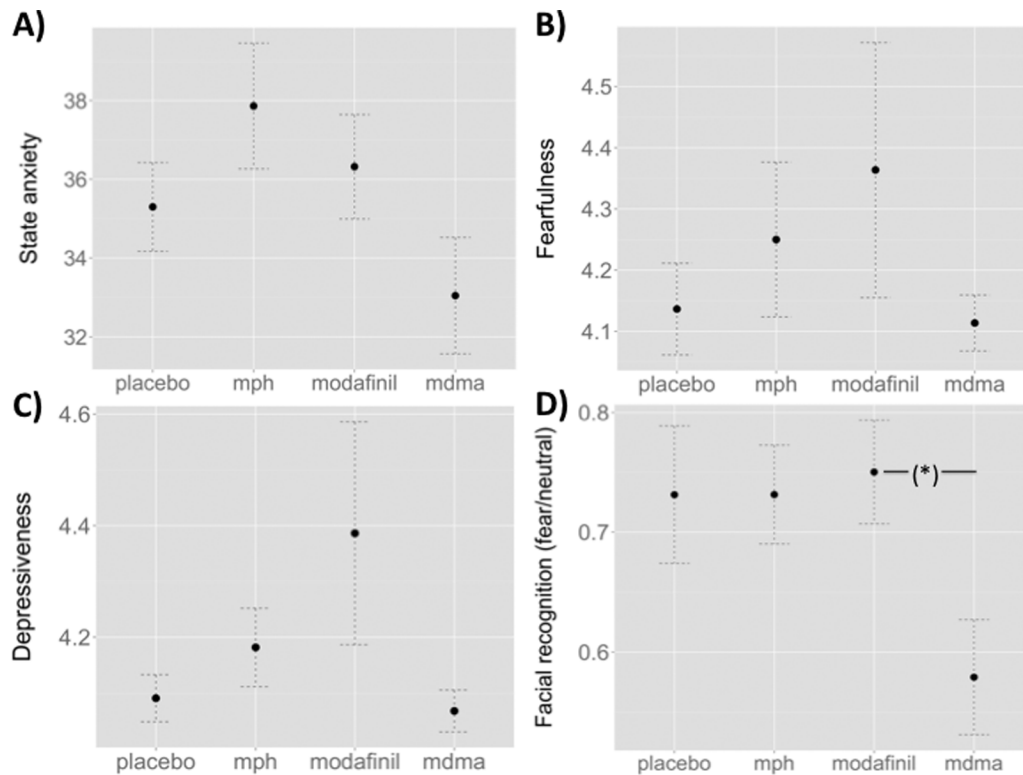 A)
State anxiety
38
36
34
32
placebo mph modafinil mdma
B)
Fearfulness
4.5
4.4
4.3
4.2
4.1
placebo mph modafinil mdma
C)
Depressiveness
4.6
4.4
4.2
placebo mph modafinil mdma
D)
Facial recognition (fear/neutral)
0.8
0.7
0.6
(*)
placebo mph modafinil mdma